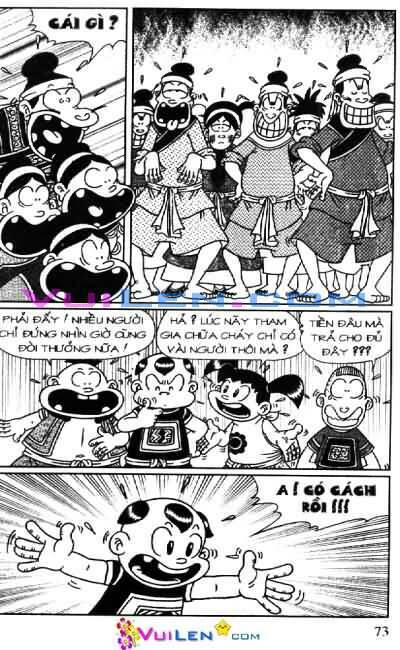 CÁI GÌ?
VUILEN.COM
PHẢI ĐẤY! NHIỀU NGƯỜI
CHỈ ĐỨNG NHÌN GIỜ CŨNG
ĐÒI THƯỞNG NỮA!
HẢ? LÚC NÃY THAM
GIA CHỮA CHÁY CHỈ CÓ
VÀI NGƯỜI THÔI MÀ?
TIỀN ĐÂU MÀ
TRẢ CHO ĐỦ
ĐÂY???
A! CÓ CÁCH
RỒI!!!
73
VUILEN.COM